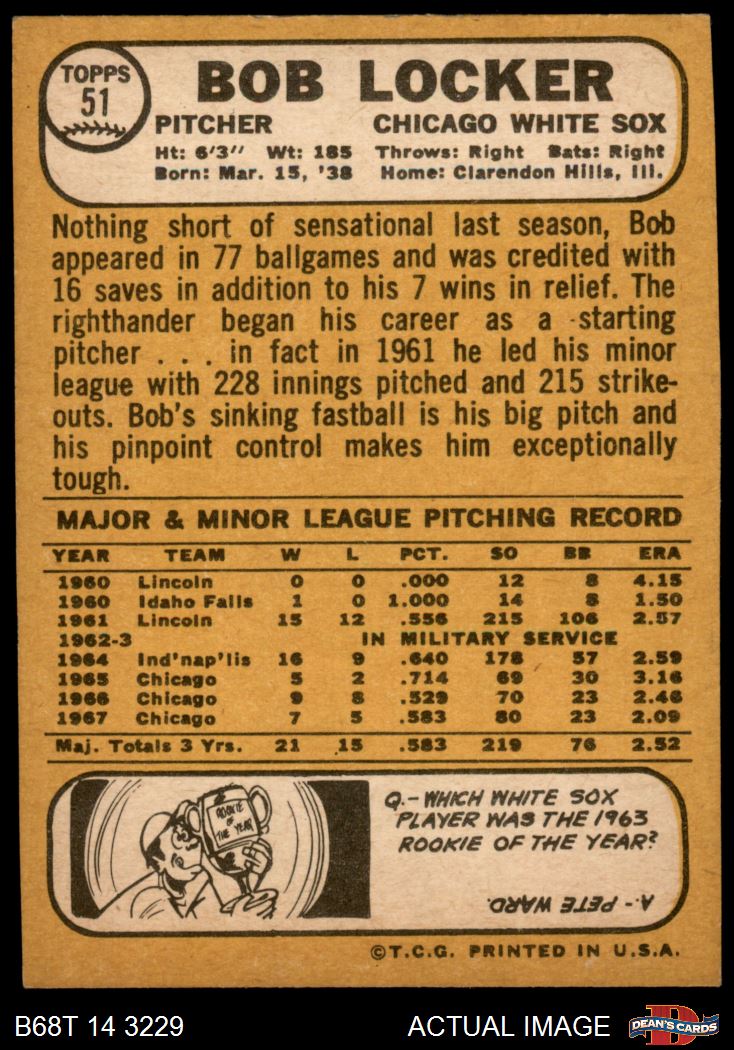 TOPPS
51
BOB LOCKER
PITCHER CHICAGO WHITE SOX
Ht: 6'3" Wt: 185 Throws: Right Bats: Right
Born: Mar. 15, '38 Home: Clarendon Hills, Ill.
Nothing short of sensational last season, Bob
appeared in 77 ballgames and was credited with
16 saves in addition to his 7 wins in relief. The
righthander began his career as a starting
pitcher . . . in fact in 1961 he led his minor
league with 228 innings pitched and 215 strike-
outs. Bob's sinking fastball is his big pitch and
his pinpoint control makes him exceptionally
tough.
MAJOR & MINOR LEAGUE PITCHING RECORD
YEAR TEAM W L PCT. SO BB ERA
1960 Lincoln 0 0 .000 12 8 4.15
1960 Idaho Falls 1 0 1.000 14 8 1.50
1961 Lincoln 15 12 .556 215 106 2.57
1962-3 IN MILITARY SERVICE
1964 Ind'nap'lis 16 9 .640 178 57 2.59
1965 Chicago 5 2 .714 69 30 3.16
1966 Chicago 9 8 .529 70 23 2.46
1967 Chicago 7 5 .583 80 23 2.09
Maj. Totals 3 Yrs. 21 15 .583 219 76 2.52
ROOKIE
OF
THE YEAR
Q.- WHICH WHITE SOX
PLAYER WAS THE 1963
ROOKIE OF THE YEAR?
A.- PETE WARD.
©T.C.G. PRINTED IN U.S.A.
B68T 14 3229 ACTUAL IMAGE DEAN'S CARDS